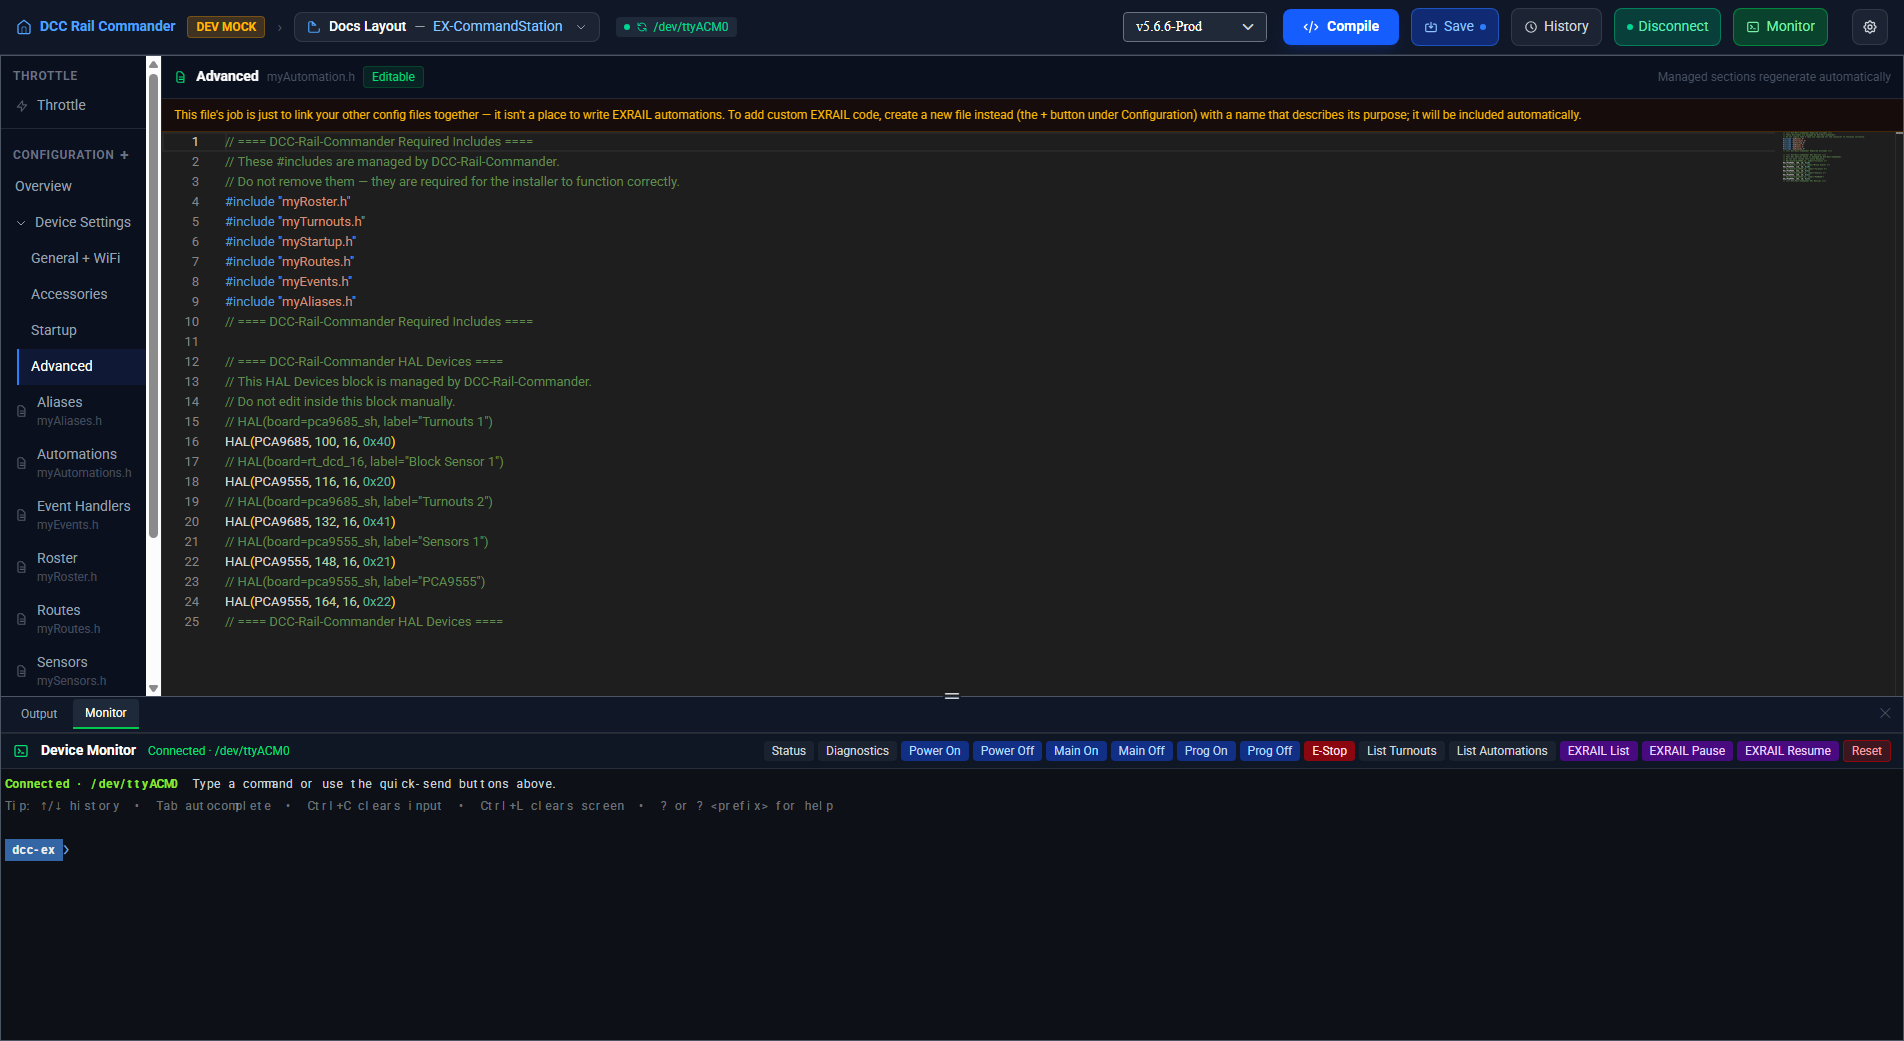 DCC Rail Commander DEV MOCK › Docs Layout — EX-CommandStation /dev/ttyACM0 v5.6.6-Prod </> Compile Save History Disconnect Monitor
THROTTLE
Throttle
CONFIGURATION +
Overview
Device Settings
General + WiFi
Accessories
Startup
Advanced
Aliases
myAliases.h
Automations
myAutomations.h
Event Handlers
myEvents.h
Roster
myRoster.h
Routes
myRoutes.h
Sensors
mySensors.h
Advanced myAutomation.h Editable Managed sections regenerate automatically
This file's job is just to link your other config files together — it isn't a place to write EXRAIL automations. To add custom EXRAIL code, create a new file instead (the + button under Configuration) with a name that describes its purpose; it will be included automatically.
1 // ==== DCC-Rail-Commander Required Includes ====
2 // These #includes are managed by DCC-Rail-Commander.
3 // Do not remove them — they are required for the installer to function correctly.
4 #include "myRoster.h"
5 #include "myTurnouts.h"
6 #include "myStartup.h"
7 #include "myRoutes.h"
8 #include "myEvents.h"
9 #include "myAliases.h"
10 // ==== DCC-Rail-Commander Required Includes ====
11
12 // ==== DCC-Rail-Commander HAL Devices ====
13 // This HAL Devices block is managed by DCC-Rail-Commander.
14 // Do not edit inside this block manually.
15 // HAL(board=pca9685_sh, label="Turnouts 1")
16 HAL(PCA9685, 100, 16, 0x40)
17 // HAL(board=rt_dcd_16, label="Block Sensor 1")
18 HAL(PCA9555, 116, 16, 0x20)
19 // HAL(board=pca9685_sh, label="Turnouts 2")
20 HAL(PCA9685, 132, 16, 0x41)
21 // HAL(board=pca9555_sh, label="Sensors 1")
22 HAL(PCA9555, 148, 16, 0x21)
23 // HAL(board=pca9555_sh, label="PCA9555")
24 HAL(PCA9555, 164, 16, 0x22)
25 // ==== DCC-Rail-Commander HAL Devices ====
Output Monitor
Device Monitor Connected · /dev/ttyACM0 Status Diagnostics Power On Power Off Main On Main Off Prog On Prog Off E-Stop List Turnouts List Automations EXRAIL List EXRAIL Pause EXRAIL Resume Reset
Connected · /dev/ttyACM0 Type a command or use the quick-send buttons above.
Tip: ↑/↓ history • Tab autocomplete • Ctrl+C clears input • Ctrl+L clears screen • ? or ? <prefix> for help
dcc-ex ›